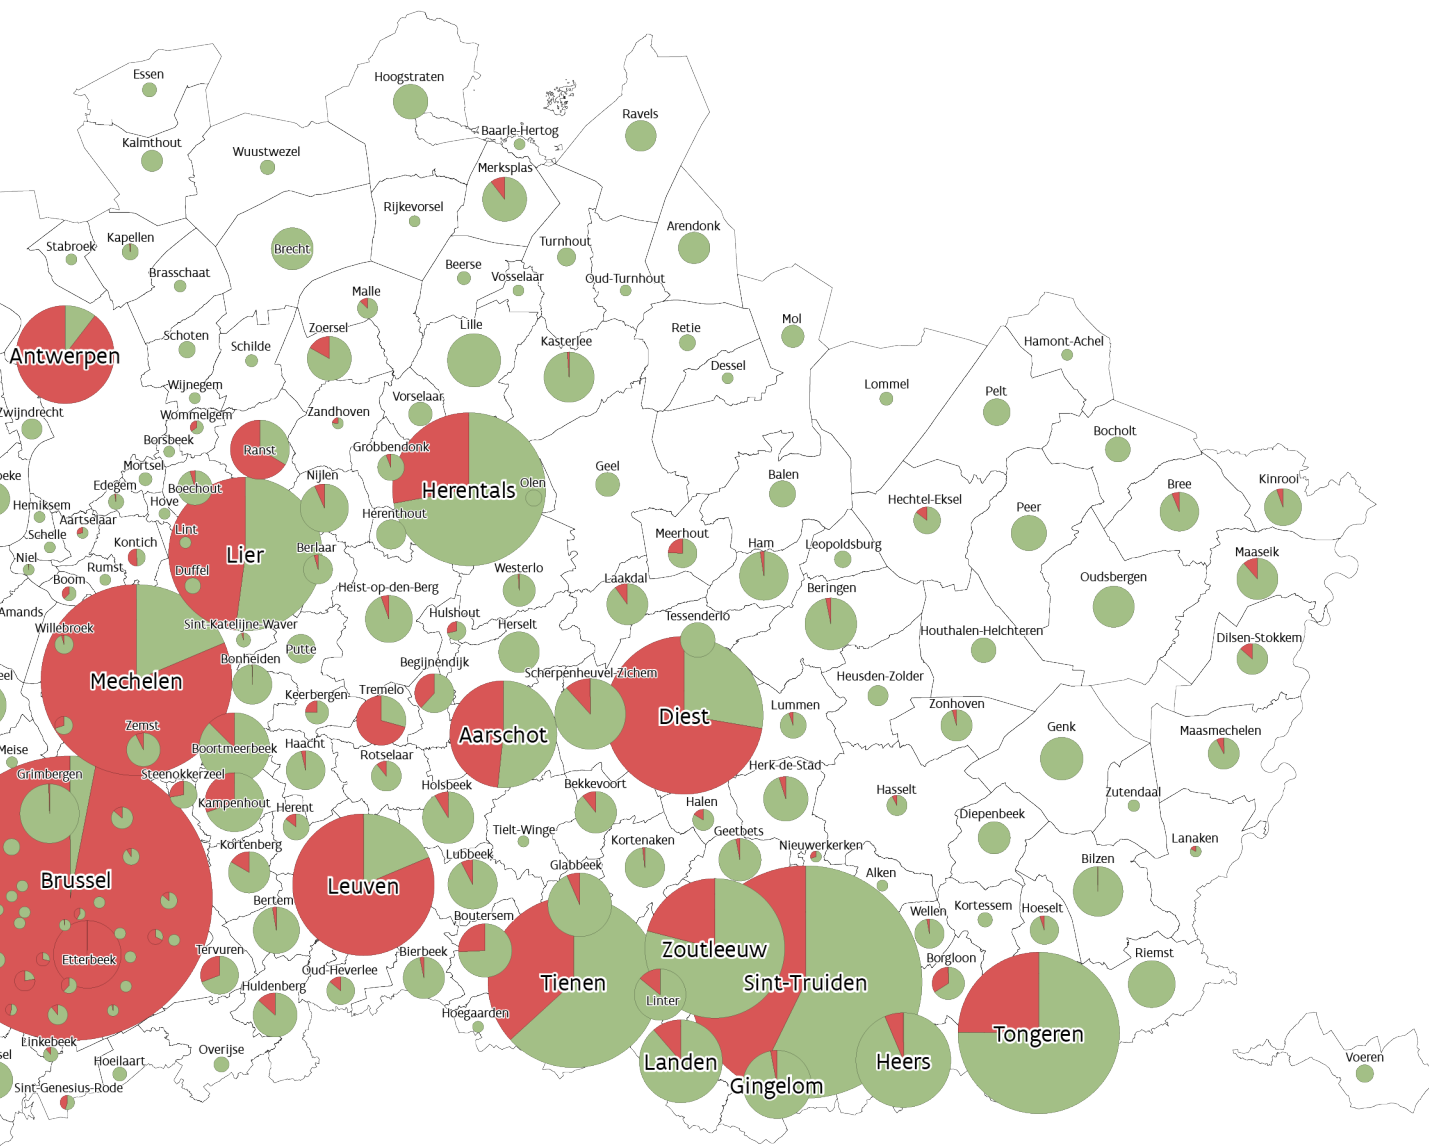 Essen
Hoogstraten
Ravels
Baarle-Hertog
Kalmthout
Wuustwezel
Merksplas
Rijkevorsel
Arendonk
Kapellen
Stabroek
Turnhout
Brecht
Beerse
Brasschaat
Vosselaar
Oud-Turnhout
Malle
Mol
Lille
Zoersel
Retie
Schoten
Kasterlee
Hamont-Achel
Schilde
Antwerpen
Dessel
Wijnegem
Lommel
Pelt
Vorselaar
Zwijndrecht
Wommelgem
Zandhoven
Bocholt
Borsbeek
Grobbendonk
Ranst
Mortsel
Geel
Balen
eke
Nijlen
Kinrooi
Olen
Bree
Edegem
Boechout
Herentals
Hove
Hechtel-Eksel
Hemiksem
Peer
Herenthout
Aartselaar
Lint
Schelle
Meerhout
Kontich
Ham
Leopoldsburg
Berlaar
Lier
Maaseik
Niel
Rumst
Westerlo
Duffel
Boom
Laakdal
Oudsbergen
Heist-op-den-Berg
Beringen
Amands
Hulshout
Tessenderlo
Sint-Katelijne-Waver
Herselt
Willebroek
Houthalen-Helchteren
Dilsen-Stokkem
Putte
Bonheiden
Begijnendijk
Scherpenheuvel-Zichem
eel
Heusden-Zolder
Mechelen
Tremelo
Keerbergen
Zonhoven
Lummen
Diest
Zemst
Genk
Maasmechelen
Aarschot
Haacht
Boortmeerbeek
Meise
Rotselaar
Herk-de-Stad
Grimbergen
Steenokkerzeel
Holsbeek
Bekkevoort
Hasselt
Zutendaal
Kampenhout
Halen
Herent
Diepenbeek
Tielt-Winge
Geetbets
Lanaken
Kortenaken
Kortenberg
Nieuwerkerken
Lubbeek
Bilzen
Glabbeek
Alken
Brussel
Leuven
Bertem
Kortessem
Hoeselt
Wellen
Boutersem
Tervuren
Zoutleeuw
Bierbeek
Riemst
Etterbeek
Borgloon
Oud-Heverlee
Tienen
Sint-Truiden
Huldenberg
Linter
Hoegaarden
Tongeren
Linkebeek
Overijse
sel
Hoeilaart
Landen
Heers
Voeren
Gingelom
Sint-Genesius-Rode